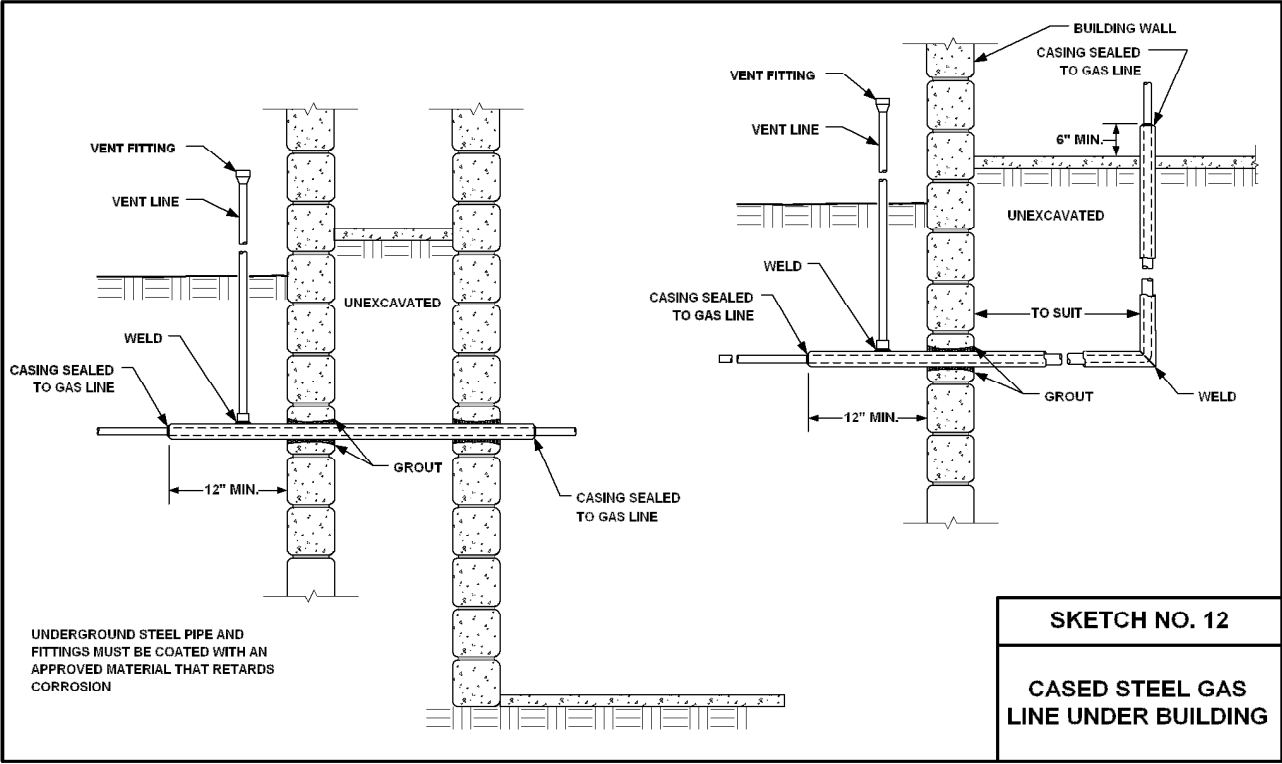 VENT FITTING
VENT LINE
UNEXCAVATED
WELD
CASING SEALED
TO GAS LINE
12" MIN.
GROUT
CASING SEALED
TO GAS LINE
UNDERGROUND STEEL PIPE AND
FITTINGS MUST BE COATED WITH AN
APPROVED MATERIAL THAT RETARDS
CORROSION
BUILDING WALL
CASING SEALED
TO GAS LINE
VENT FITTING
VENT LINE
6" MIN.
UNEXCAVATED
WELD
CASING SEALED
TO GAS LINE
TO SUIT
GROUT
WELD
12" MIN.
SKETCH NO. 12
CASED STEEL GAS
LINE UNDER BUILDING